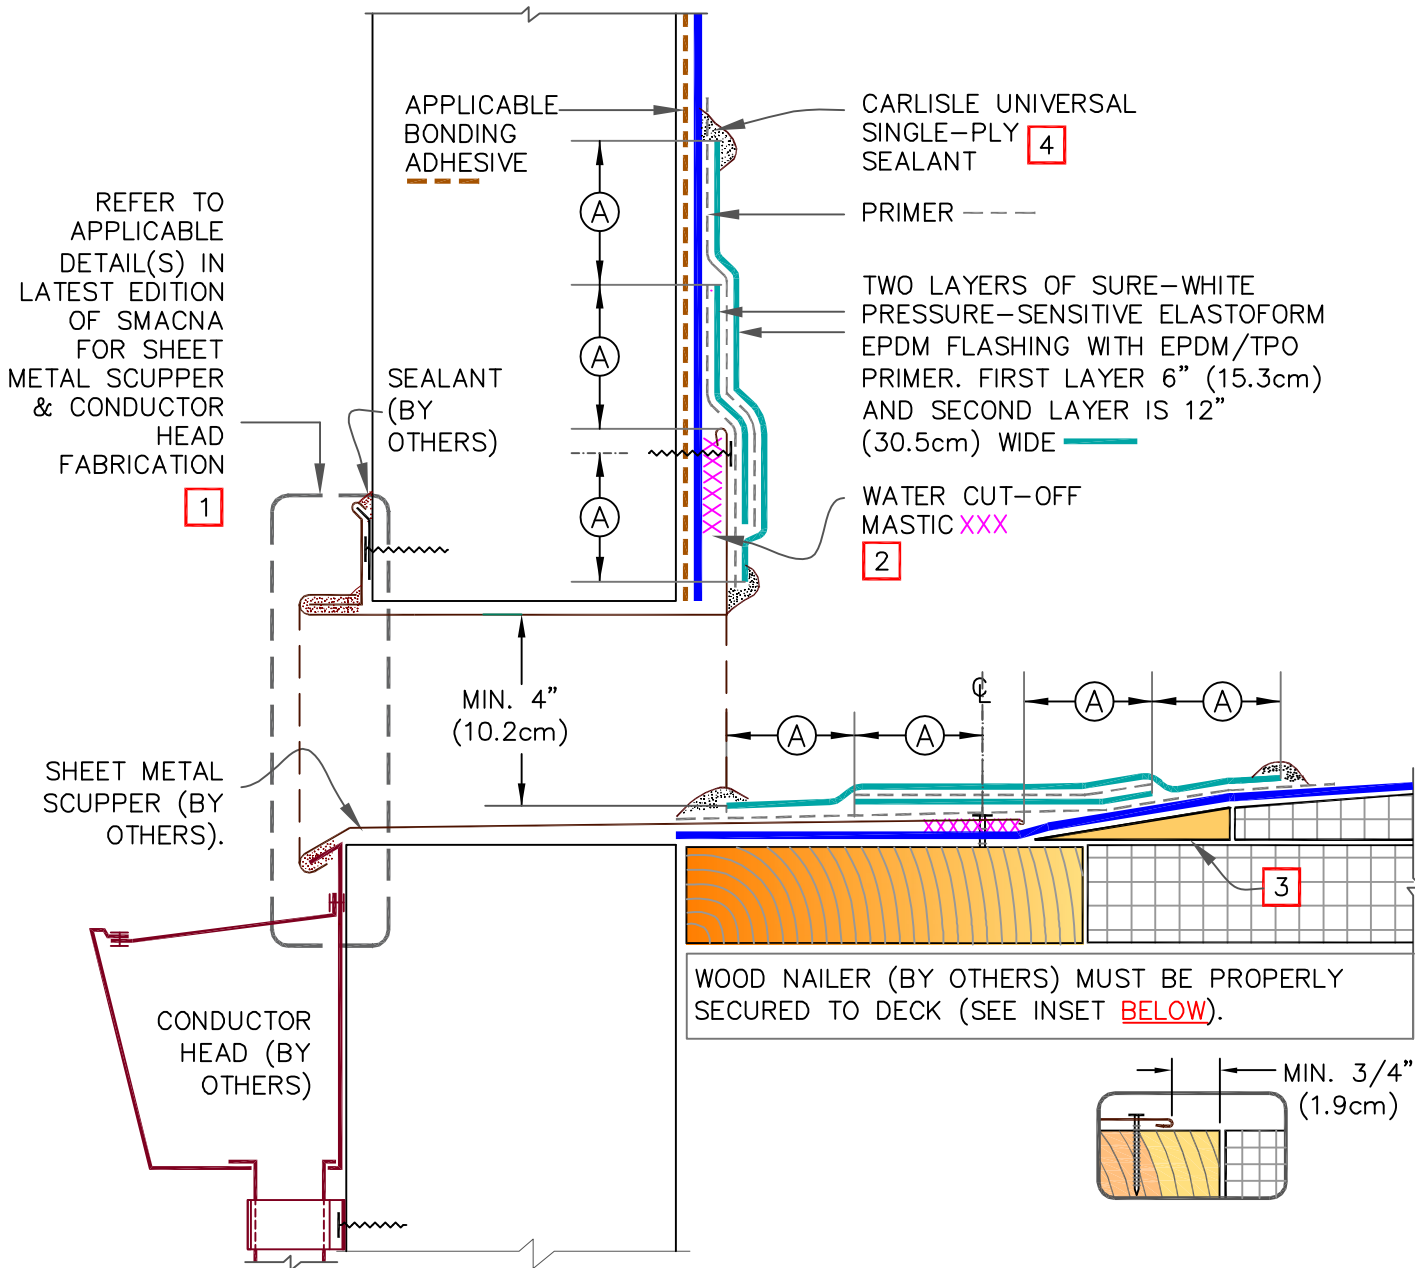 APPLICABLE
BONDING
ADHESIVE
CARLISLE UNIVERSAL
SINGLE-PLY
SEALANT
4
PRIMER
REFER TO
APPLICABLE
DETAIL(S) IN
LATEST EDITION
OF SMACNA
FOR SHEET
METAL SCUPPER
& CONDUCTOR
HEAD
FABRICATION
1
A
A
A
TWO LAYERS OF SURE-WHITE
PRESSURE-SENSITIVE ELASTOFORM
EPDM FLASHING WITH EPDM/TPO
PRIMER. FIRST LAYER 6" (15.3cm)
AND SECOND LAYER IS 12"
(30.5cm) WIDE
SEALANT
(BY
OTHERS)
WATER CUT-OFF
MASTIC XXX
2
MIN. 4"
(10.2cm)
℄
A
A
A
A
SHEET METAL
SCUPPER (BY
OTHERS).
3
WOOD NAILER (BY OTHERS) MUST BE PROPERLY
SECURED TO DECK (SEE INSET BELOW).
CONDUCTOR
HEAD (BY
OTHERS)
MIN. 3/4"
(1.9cm)